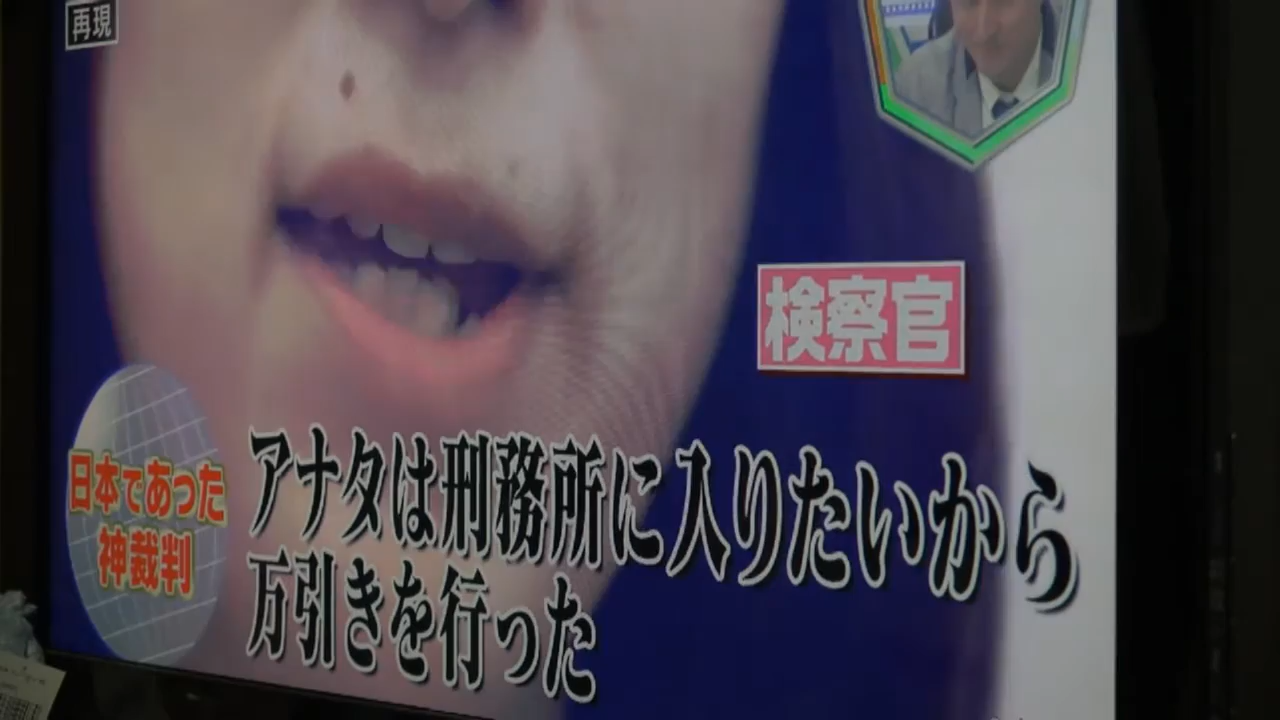 再現
検察官
日本であった
神裁判
アナタは刑務所に入りたいから
万引きを行った